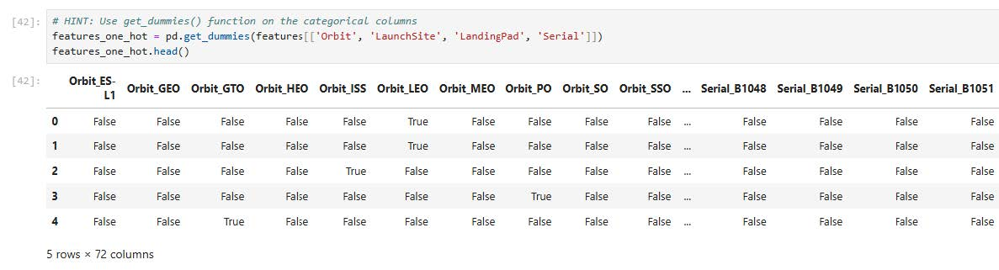 [42]: # HINT: Use get_dummies() function on the categorical columns
features_one_hot = pd.get_dummies(features[['Orbit', 'LaunchSite', 'LandingPad', 'Serial']])
features_one_hot.head()
[42]: Orbit_ES-L1 Orbit_GEO Orbit_GTO Orbit_HEO Orbit_ISS Orbit_LEO Orbit_MEO Orbit_PO Orbit_SO Orbit_SSO ... Serial_B1048 Serial_B1049 Serial_B1050 Serial_B1051
0 False False False False False True False False False False ... False False False False
1 False False False False False True False False False False ... False False False False
2 False False False False True False False False False False ... False False False False
3 False False False False False False False True False False ... False False False False
4 False False True False False False False False False False ... False False False False
5 rows × 72 columns